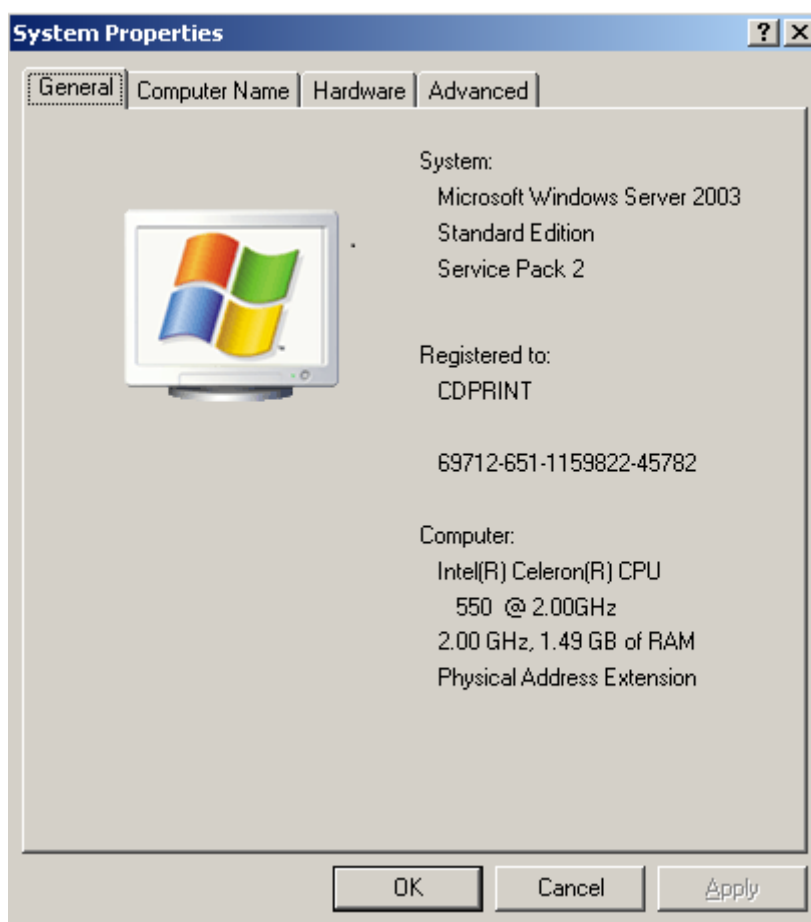 System Properties
General Computer Name Hardware Advanced
System:
Microsoft Windows Server 2003
Standard Edition
Service Pack 2
Registered to:
CDPRINT
69712-651-1159822-45782
Computer:
Intel(R) Celeron(R) CPU
550 @ 2.00GHz
2.00 GHz, 1.49 GB of RAM
Physical Address Extension
OK Cancel Apply